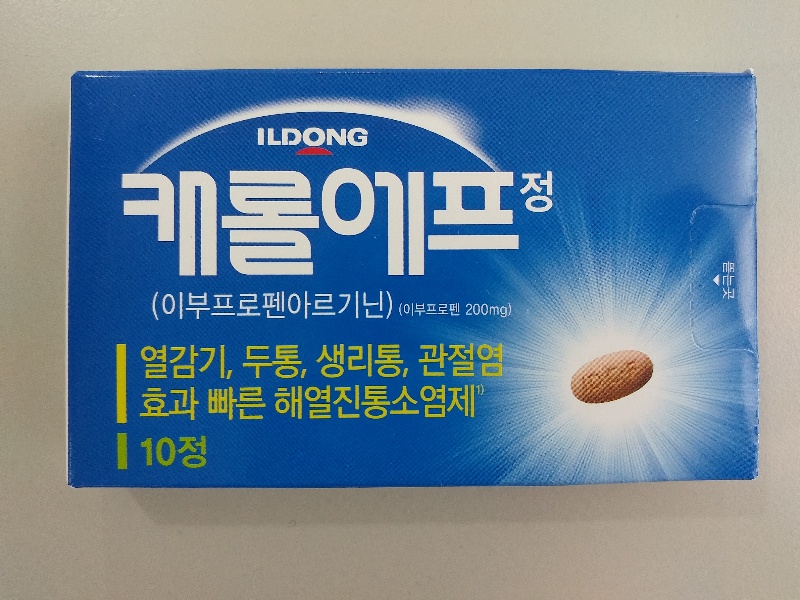 ILDONG
캐롤에프정
(이부프로펜아르기닌) (이부프로펜 200mg)
열감기, 두통, 생리통, 관절염
효과 빠른 해열진통소염제1)
10정
뜯는곳